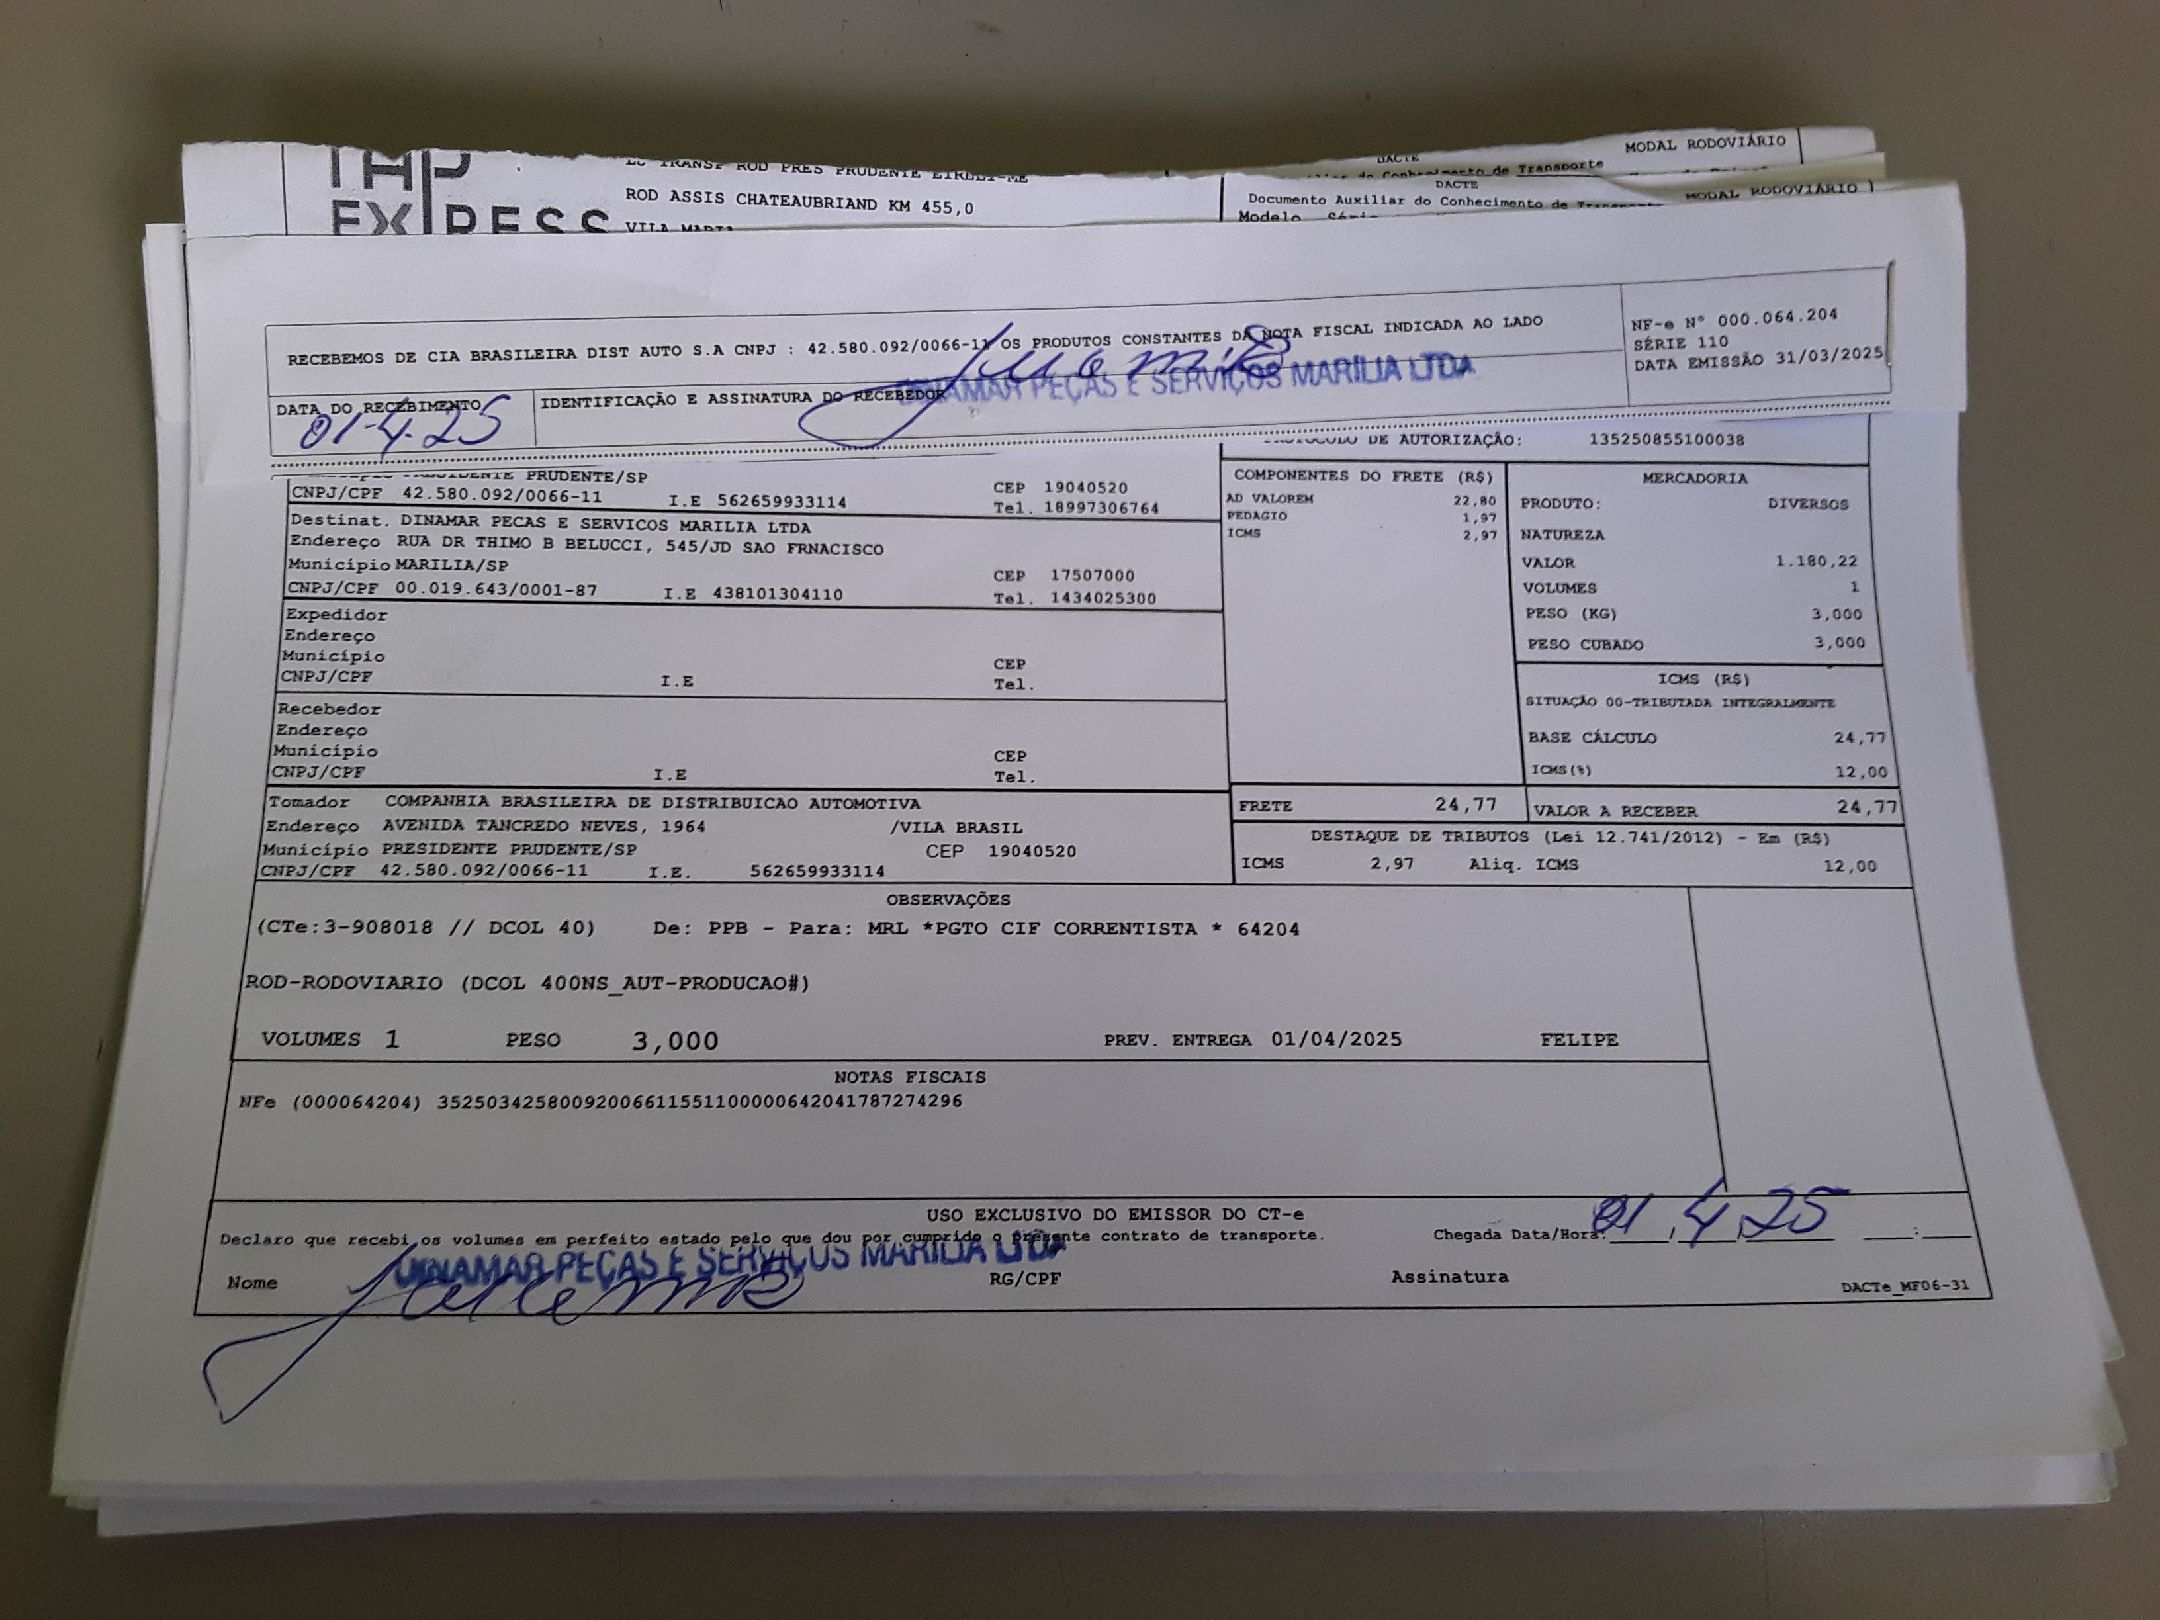 EXPRESS
ROD ASSIS CHATEAUBRIAND KM 455,0
DACTE
MODAL RODOVIÁRIO
DACTE
MODAL RODOVIÁRIO
Documento Auxiliar do Conhecimento de
RECEBEMOS DE CIA BRASILEIRA DIST AUTO S.A CNPJ : 42.580.092/0066-11 OS PRODUTOS CONSTANTES DA NOTA FISCAL INDICADA AO LADO
NF-e Nº 000.064.204
SÉRIE 110
DATA EMISSÃO 31/03/2025
DATA DO RECEBIMENTO
01-4-25
IDENTIFICAÇÃO E ASSINATURA DO RECEBEDOR
DINAMAR PEÇAS E SERVIÇOS MARILIA LTDA
DE AUTORIZAÇÃO: 135250855100038
PRUDENTE/SP
CEP 19040520
CNPJ/CPF 42.580.092/0066-11 I.E 562659933114 Tel. 18997306764
Destinat. DINAMAR PECAS E SERVICOS MARILIA LTDA
Endereço RUA DR THIMO B BELUCCI, 545/JD SAO FRNACISCO
Município MARILIA/SP CEP 17507000
CNPJ/CPF 00.019.643/0001-87 I.E 438101304110 Tel. 1434025300
Expedidor
Endereço
Município CEP
CNPJ/CPF I.E Tel.
Recebedor
Endereço
Município CEP
CNPJ/CPF I.E Tel.
Tomador COMPANHIA BRASILEIRA DE DISTRIBUICAO AUTOMOTIVA
Endereço AVENIDA TANCREDO NEVES, 1964 /VILA BRASIL
Município PRESIDENTE PRUDENTE/SP CEP 19040520
CNPJ/CPF 42.580.092/0066-11 I.E. 562659933114
COMPONENTES DO FRETE (R$)
AD VALOREM 22,80
PEDAGIO 1,97
ICMS 2,97
MERCADORIA
PRODUTO: DIVERSOS
NATUREZA
VALOR 1.180,22
VOLUMES 1
PESO (KG) 3,000
PESO CUBADO 3,000
ICMS (R$)
SITUAÇÃO 00-TRIBUTADA INTEGRALMENTE
BASE CÁLCULO 24,77
ICMS(%) 12,00
FRETE 24,77
VALOR A RECEBER 24,77
DESTAQUE DE TRIBUTOS (Lei 12.741/2012) - Em (R$)
ICMS 2,97 Aliq. ICMS 12,00
OBSERVAÇÕES
(CTe:3-908018 // DCOL 40) De: PPB - Para: MRL *PGTO CIF CORRENTISTA * 64204
ROD-RODOVIARIO (DCOL 400NS_AUT-PRODUCAO#)
VOLUMES 1 PESO 3,000 PREV. ENTREGA 01/04/2025 FELIPE
NOTAS FISCAIS
NFe (000064204) 35250342580092006611551100000642041787274296
USO EXCLUSIVO DO EMISSOR DO CT-e
Declaro que recebi os volumes em perfeito estado pelo que dou por cumprido o presente contrato de transporte.
Chegada Data/Hora: 01/4/25 :
DINAMAR PEÇAS E SERVIÇOS MARILIA LTDA
Nome RG/CPF Assinatura
DACTe_MF06-31